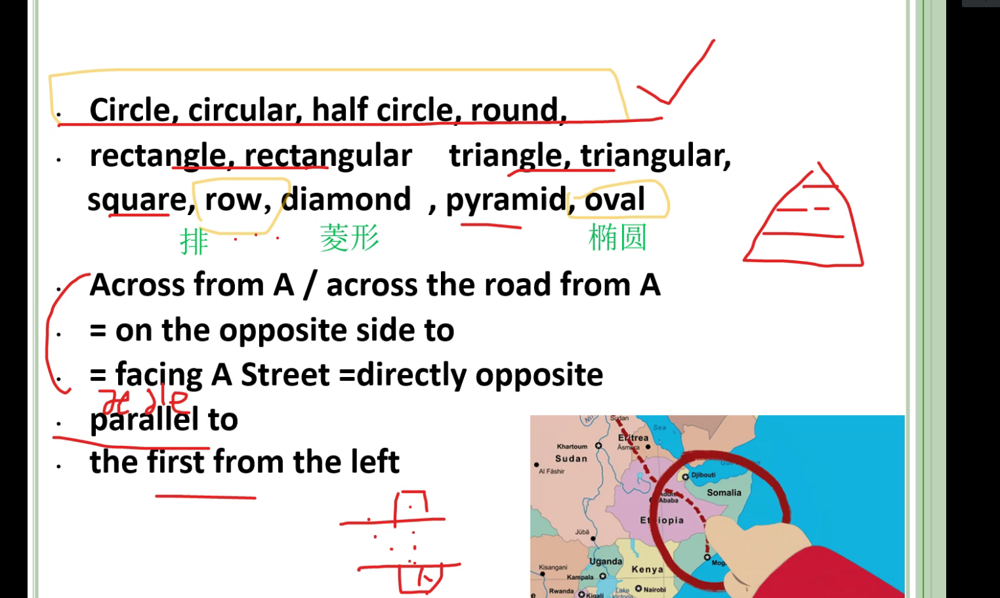 · Circle, circular, half circle, round,
· rectangle, rectangular triangle, triangular,
square, row, diamond , pyramid, oval
排 菱形 椭圆
· Across from A / across the road from A
· = on the opposite side to
· = facing A Street =directly opposite
· parallel to
· the first from the left
Sudan
Sea
Eritrea
Khartoum
Āsmera
Sudan
Al Fāshir
Djibouti
Somalia
Ababa
Ethiopia
Jūbā
Mog
Uganda
Kisangani
Kenya
Kampala
Rwanda
Lake
Nairobi
Kigali
Victoria